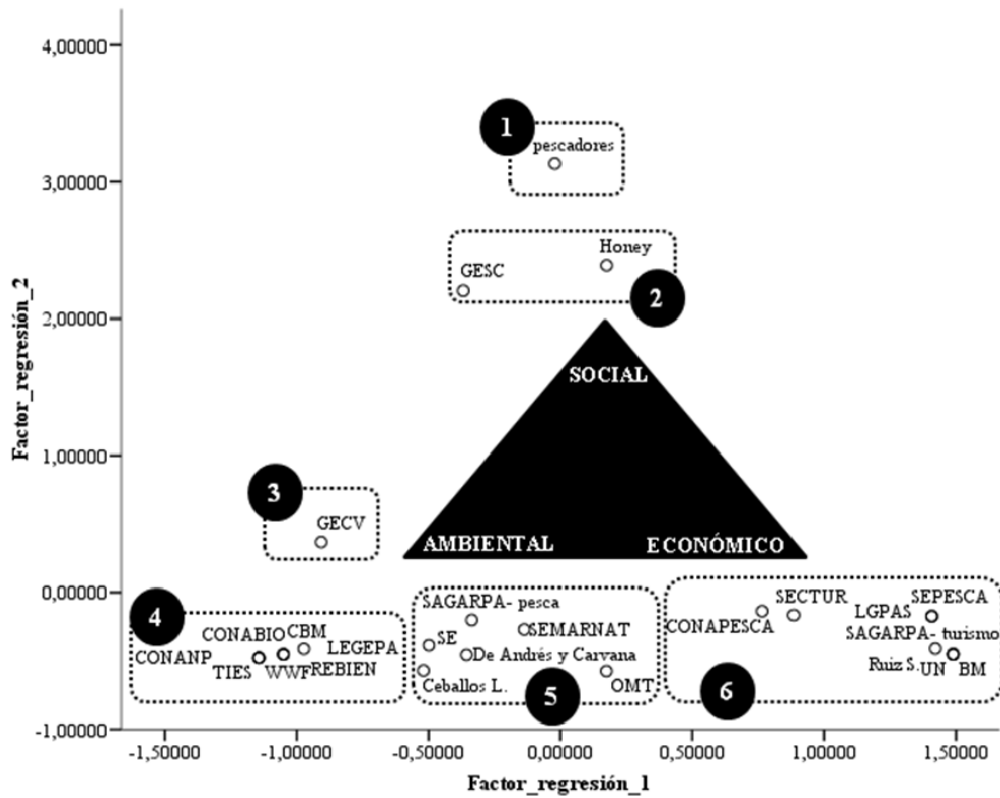 4,00000
1
pescadores
3,00000
Honey
GESC
2
2,00000
SOCIAL
Factor_regresión_2
1,00000
3
GECV
AMBIENTAL
ECONÓMICO
0,00000
4
CONABIO CBM
LEGEPA
CONANP
TIES WWF REBIEN
SAGARPA- pesca
SEMARNAT
SE
De Andrés y Carvana
Ceballos L.
OMT
5
SECTUR
SEPESCA
LGPAS
CONAPESCA
SAGARPA- turismo
Ruiz S. UN BM
6
-1,00000
-1,50000 -1,00000 -0,50000 0,00000 0,50000 1,00000 1,50000
Factor_regresión_1